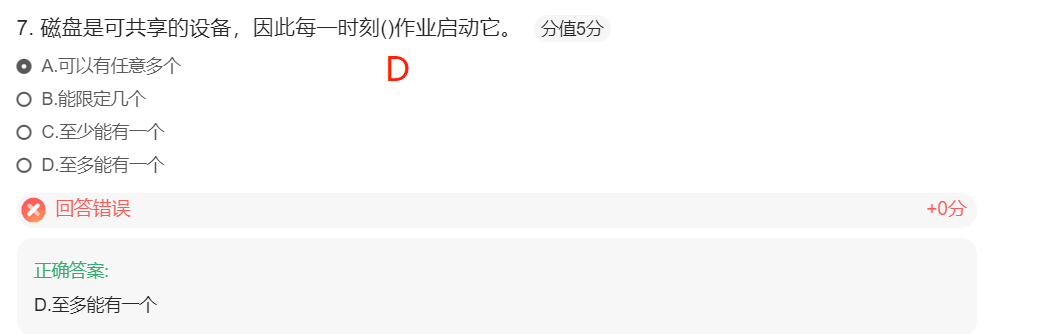 7. 磁盘是可共享的设备，因此每一时刻()作业启动它。 分值5分
A.可以有任意多个
D
B.能限定几个
C.至少能有一个
D.至多能有一个
回答错误 +0分
正确答案:
D.至多能有一个